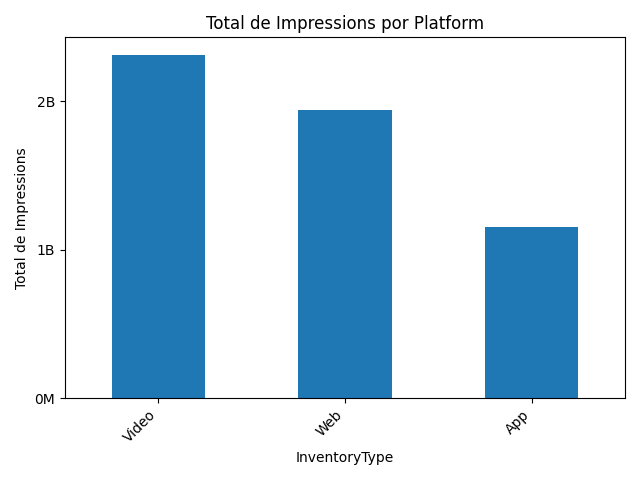 Total de Impressions por Platform
Total de Impressions
2B
1B
0M
Video
Web
App
InventoryType